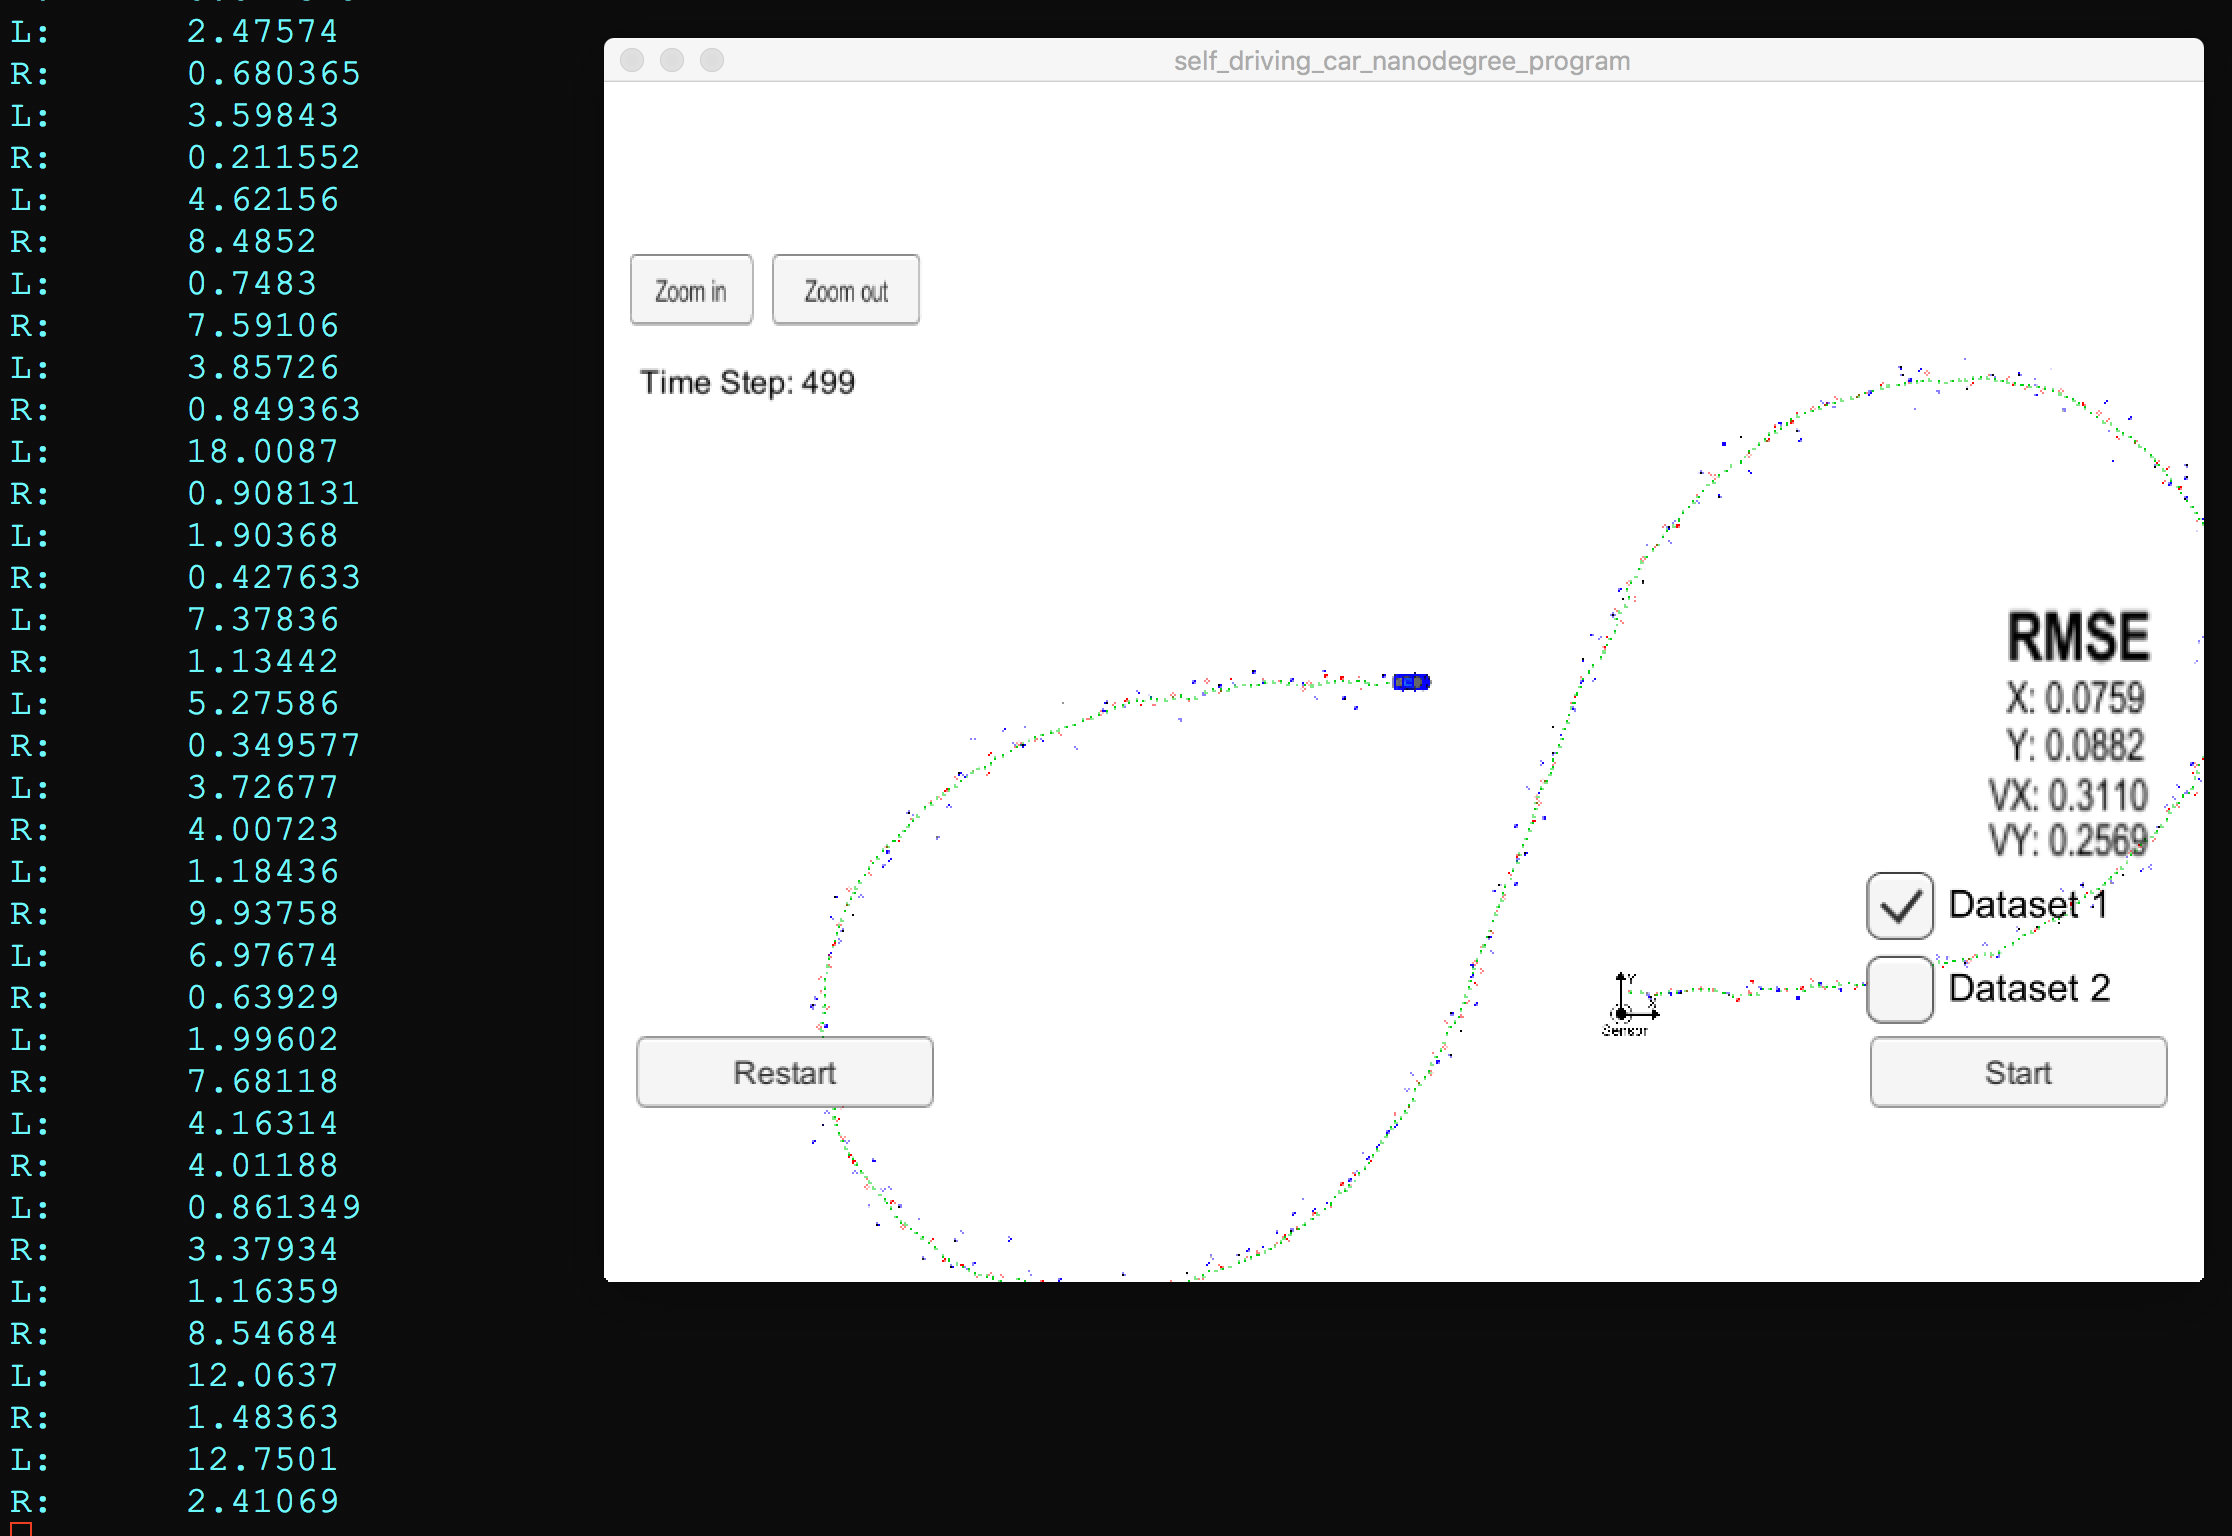 L: 2.47574
R: 0.680365
L: 3.59843
R: 0.211552
L: 4.62156
R: 8.4852
L: 0.7483
R: 7.59106
L: 3.85726
R: 0.849363
L: 18.0087
R: 0.908131
L: 1.90368
R: 0.427633
L: 7.37836
R: 1.13442
L: 5.27586
R: 0.349577
L: 3.72677
R: 4.00723
L: 1.18436
R: 9.93758
L: 6.97674
R: 0.63929
L: 1.99602
R: 7.68118
L: 4.16314
R: 4.01188
L: 0.861349
R: 3.37934
L: 1.16359
R: 8.54684
L: 12.0637
R: 1.48363
L: 12.7501
R: 2.41069
self_driving_car_nanodegree_program
Zoom in
Zoom out
Time Step: 499
RMSE
X: 0.0759
Y: 0.0882
VX: 0.3110
VY: 0.2569
Dataset 1
Dataset 2
Y
X
Sensor
Restart
Start